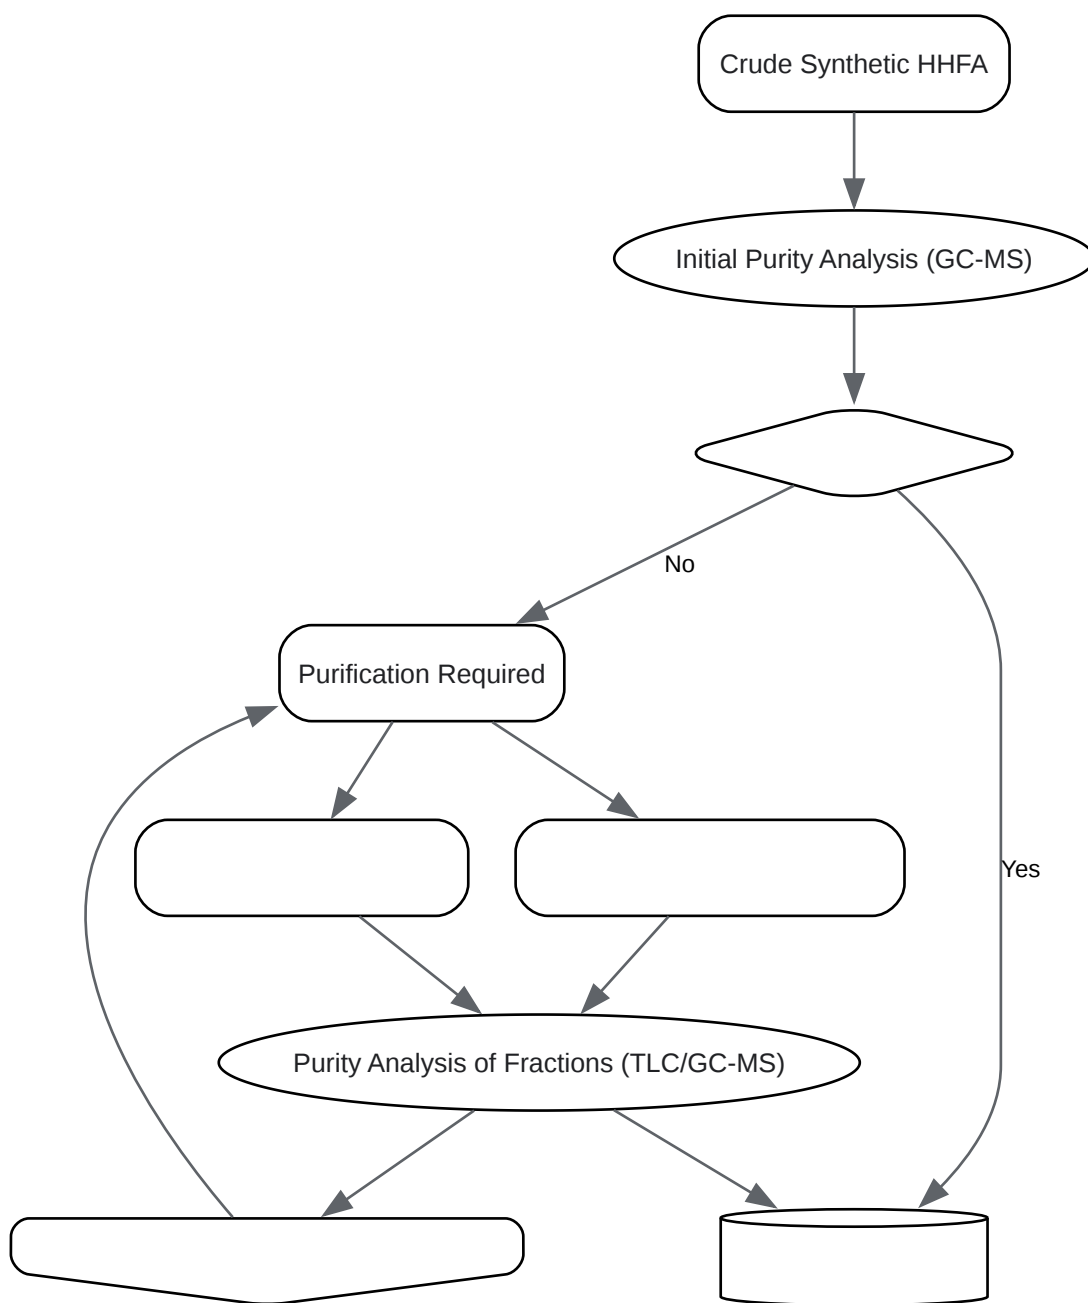 Crude Synthetic HHFA
Initial Purity Analysis (GC-MS)
No
Purification Required
Yes
Purity Analysis of Fractions (TLC/GC-MS)